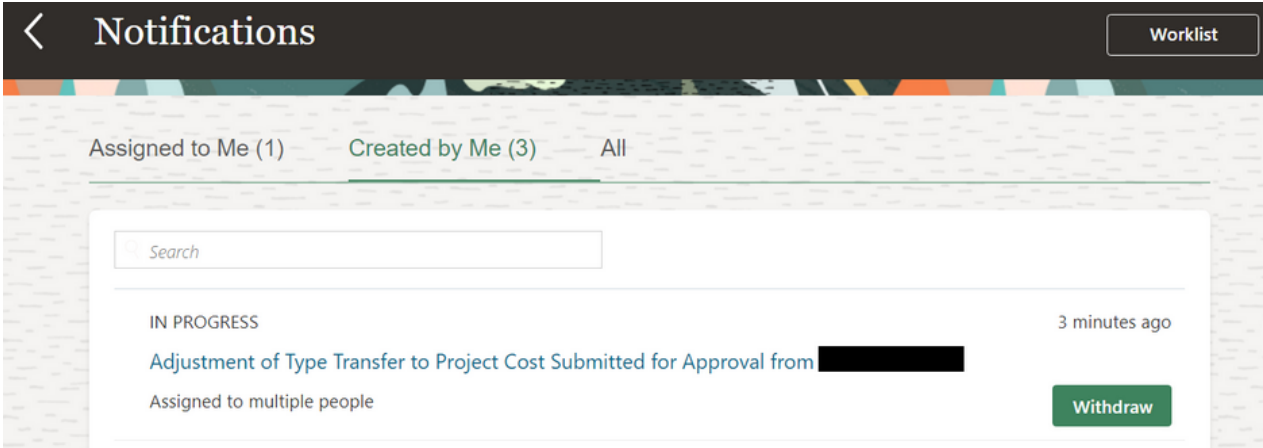 Notifications
Worklist
Assigned to Me (1) Created by Me (3) All
Search
IN PROGRESS 3 minutes ago
Adjustment of Type Transfer to Project Cost Submitted for Approval from
Assigned to multiple people
Withdraw